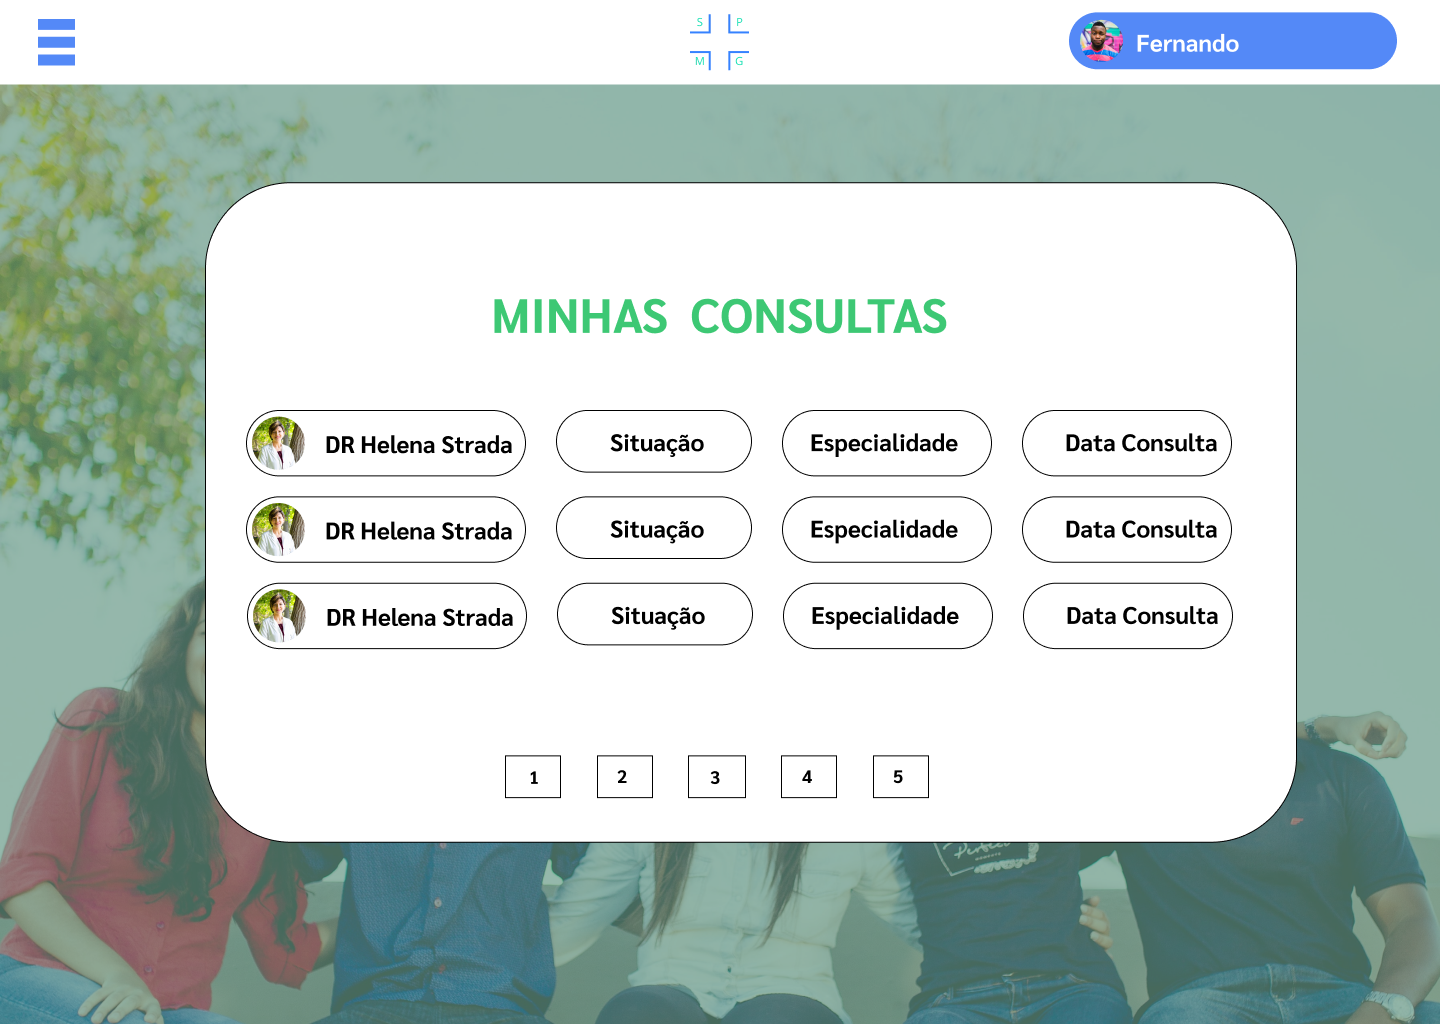 S P
M G
Fernando
MINHAS CONSULTAS
DR Helena Strada Situação Especialidade Data Consulta
DR Helena Strada Situação Especialidade Data Consulta
DR Helena Strada Situação Especialidade Data Consulta
1 2 3 4 5
Perfect